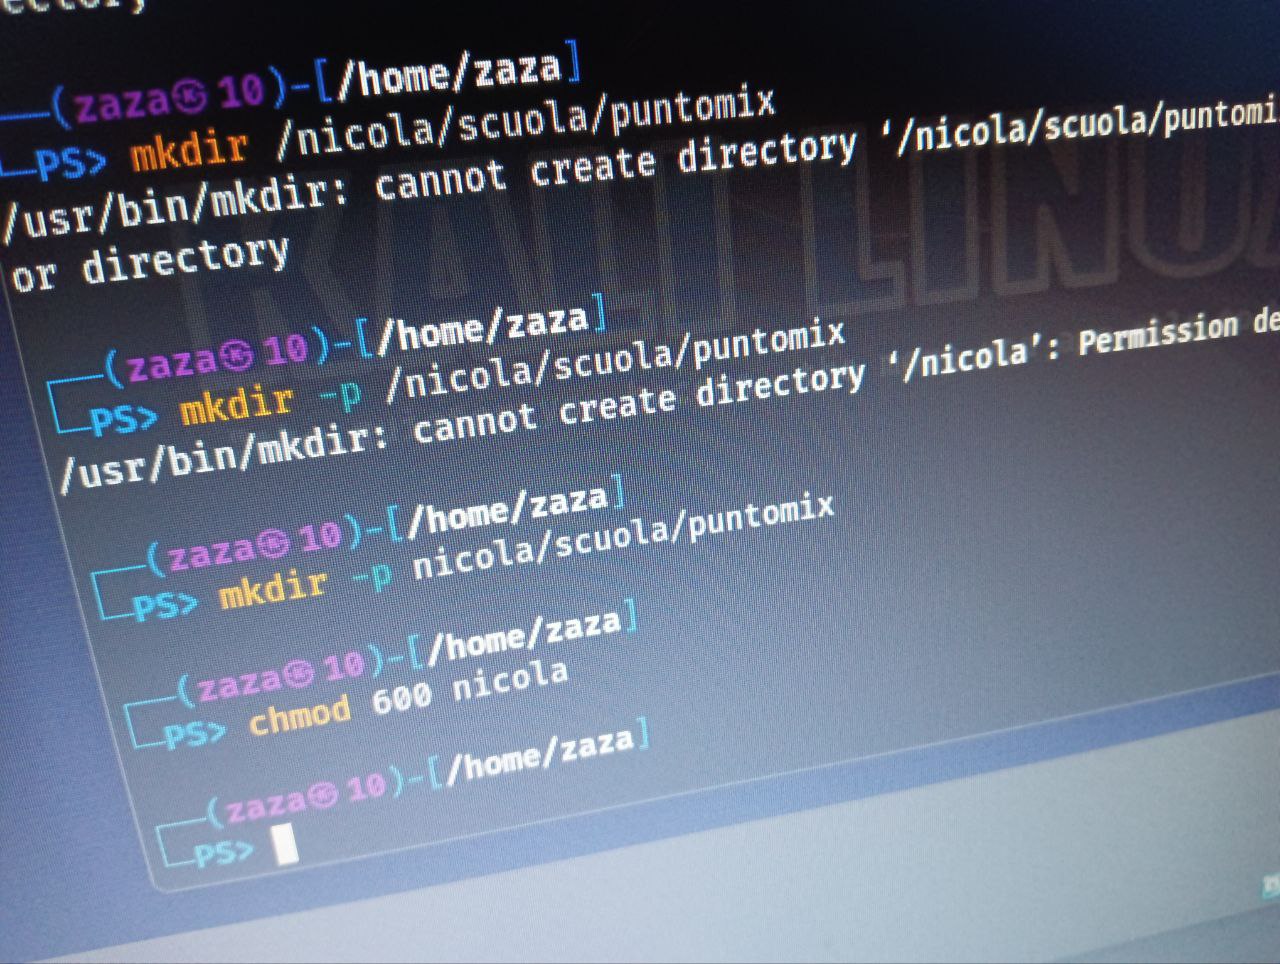 ectory
(zaza㉿10)-[/home/zaza]
PS> mkdir /nicola/scuola/puntomix
/usr/bin/mkdir: cannot create directory ‘/nicola/scuola/puntomi
or directory
(zaza㉿10)-[/home/zaza]
PS> mkdir -p /nicola/scuola/puntomix
/usr/bin/mkdir: cannot create directory ‘/nicola’: Permission de
(zaza㉿10)-[/home/zaza]
PS> mkdir -p nicola/scuola/puntomix
(zaza㉿10)-[/home/zaza]
PS> chmod 600 nicola
(zaza㉿10)-[/home/zaza]
PS>
KALI LINUX